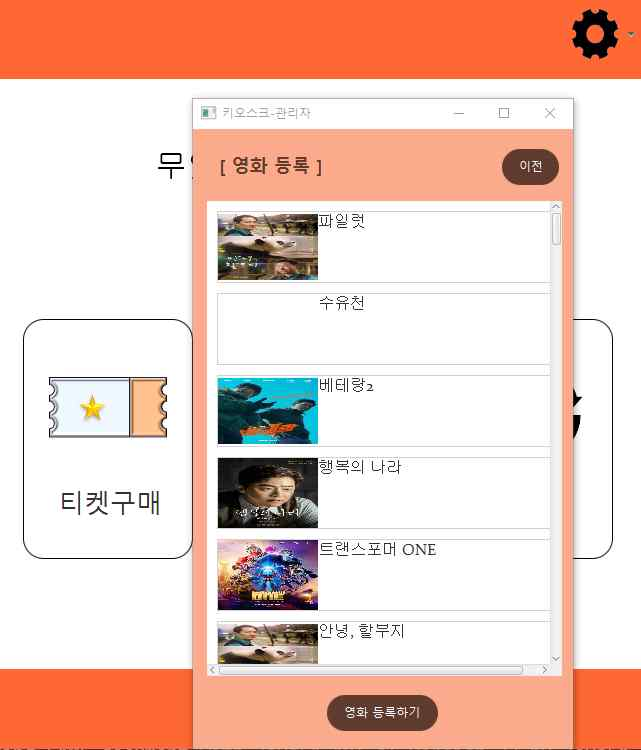 키오스크-관리자
무
[ 영화 등록 ]
이전
파일럿
수유천
베테랑2
행복의 나라
트랜스포머 ONE
안녕, 할부지
티켓구매
영화 등록하기